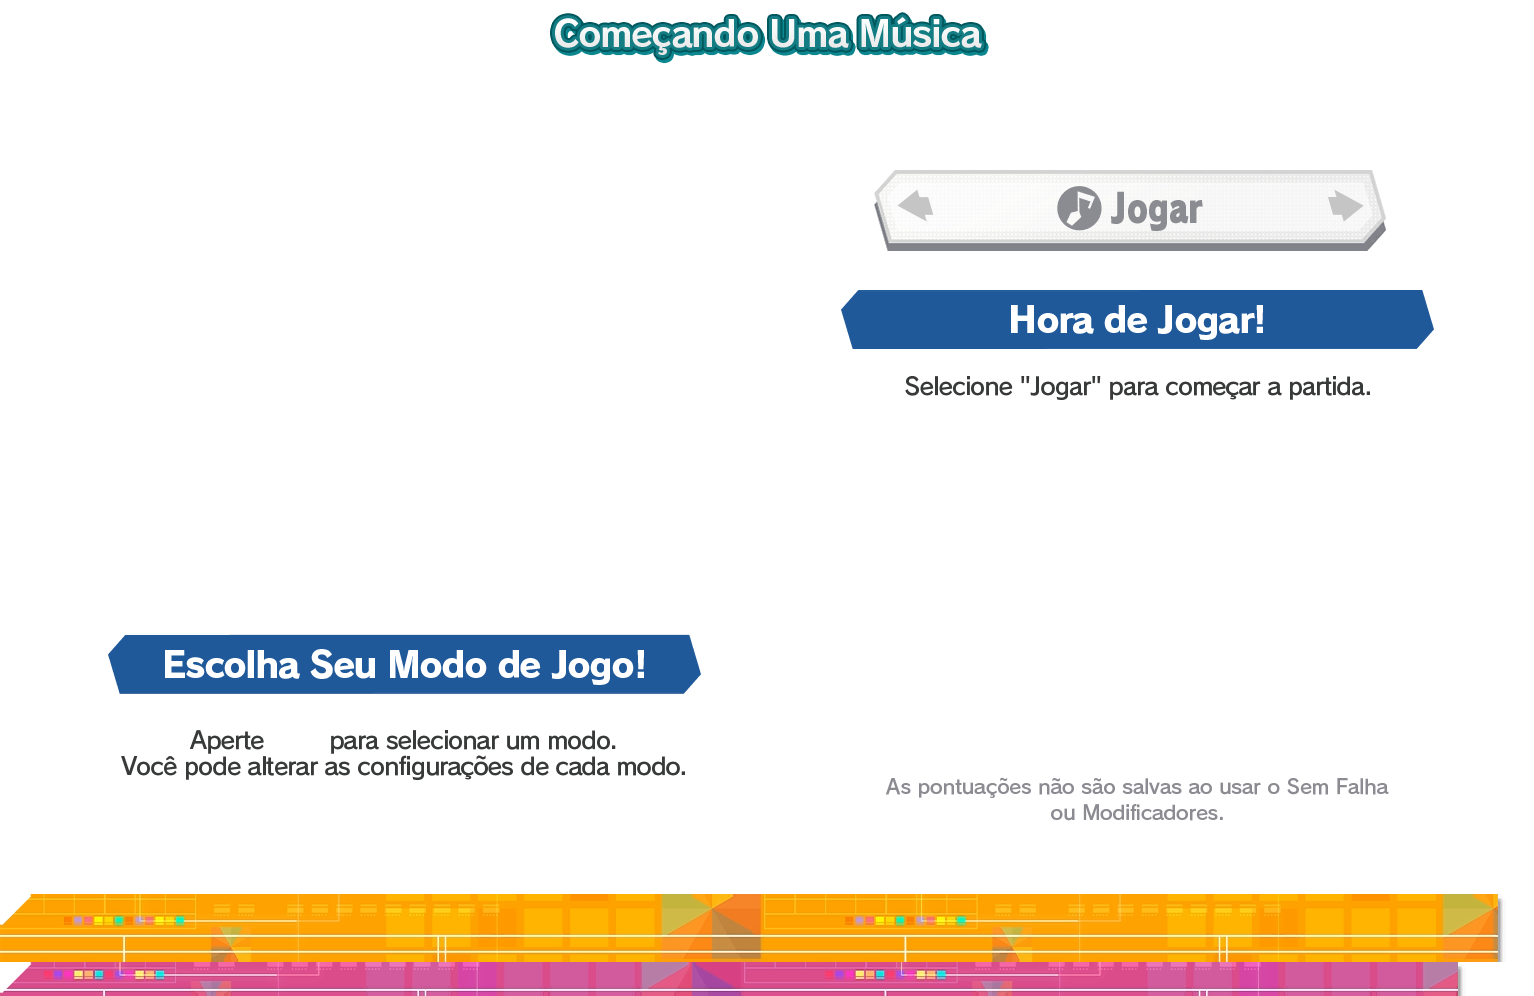 Começando Uma Música
Jogar
Hora de Jogar!
Selecione "Jogar" para começar a partida.
Escolha Seu Modo de Jogo!
Aperte para selecionar um modo.
Você pode alterar as configurações de cada modo.
As pontuações não são salvas ao usar o Sem Falha
ou Modificadores.